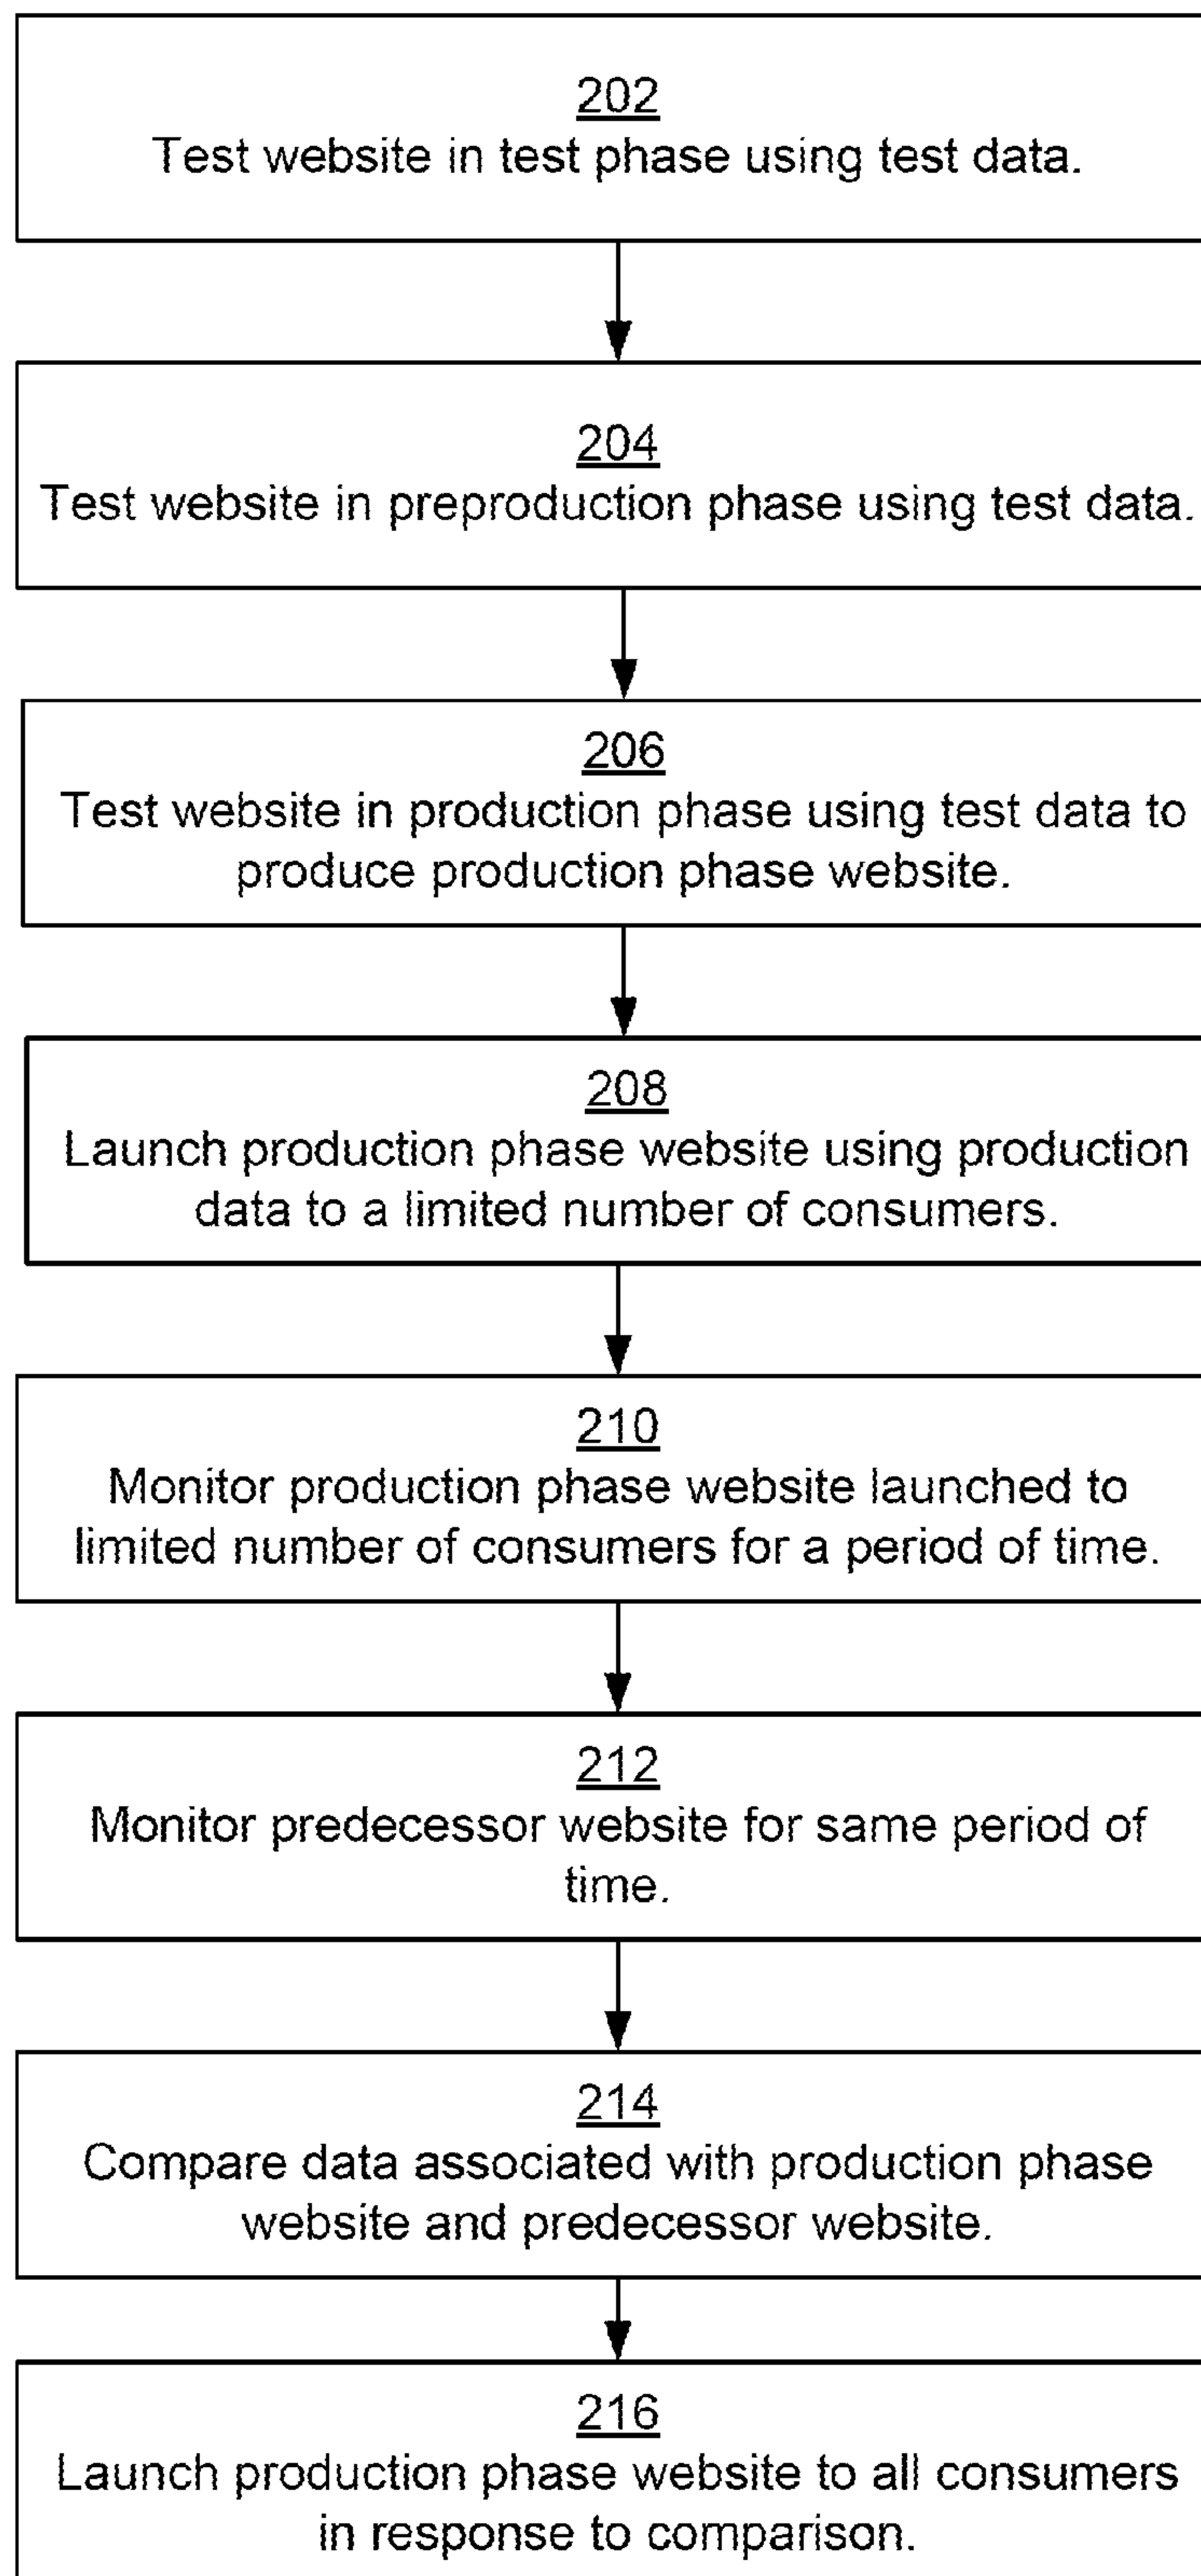 202
Test website in test phase using test data.
204
Test website in preproduction phase using test data.
206
Test website in production phase using test data to
produce production phase website.
208
Launch production phase website using production
data to a limited number of consumers.
210
Monitor production phase website launched to
limited number of consumers for a period of time.
212
Monitor predecessor website for same period of
time.
214
Compare data associated with production phase
website and predecessor website.
216
Launch production phase website to all consumers
in response to comparison.